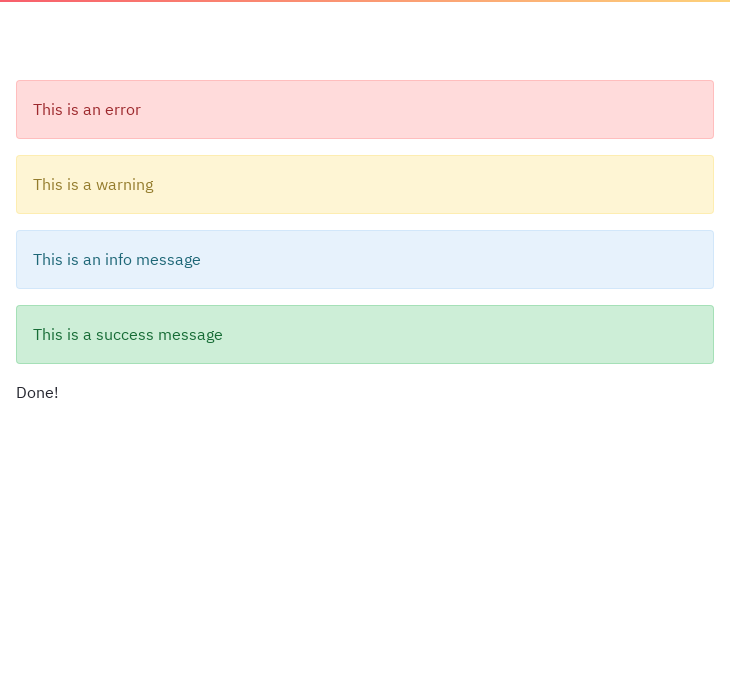 This is an error
This is a warning
This is an info message
This is a success message
Done!